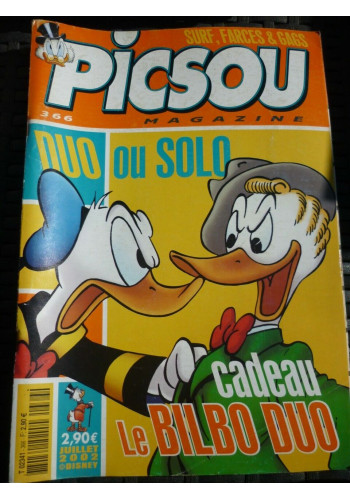 SURF, FARCES & GAGS
PICSOU
366
MAGAZINE
DUO OU SOLO
cadeau
Le BILBO DUO
2,90€
JUILLET
2002
©DISNEY